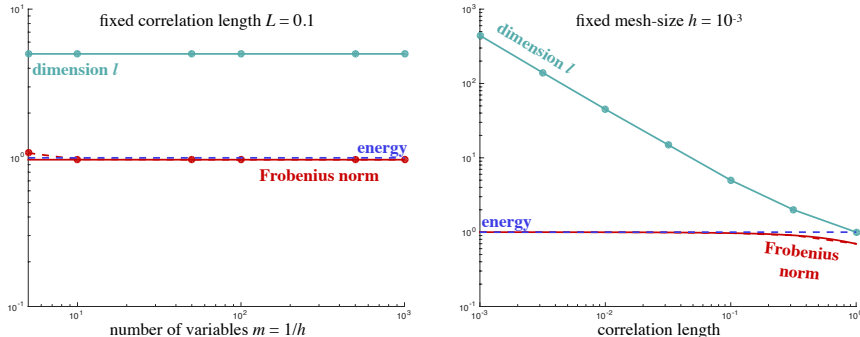 fixed correlation length L = 0.1
10¹
dimension l
energy
10⁰
Frobenius norm
10⁻¹
10¹
10²
10³
number of variables m = 1/h
fixed mesh-size h = 10⁻³
10³
dimension l
10²
10¹
energy
10⁰
Frobenius
norm
10⁻¹
10⁻³
10⁻²
10⁻¹
10⁰
correlation length